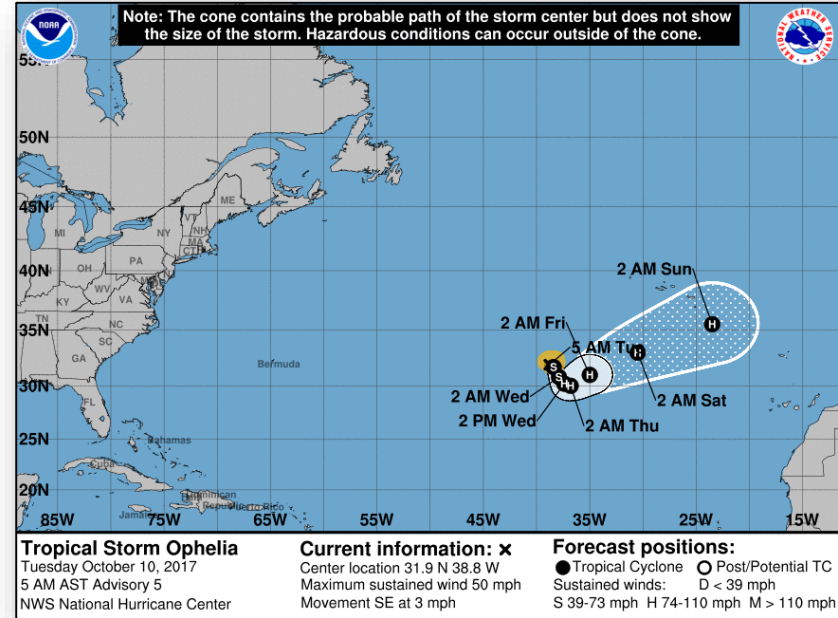 Note: The cone contains the probable path of the storm center but does not show
the size of the storm. Hazardous conditions can occur outside of the cone.
NOAA
NATIONAL WEATHER SERVICE
55N
50N
45N
40N
35N
30N
25N
20N
85W
75W
65W
55W
45W
35W
25W
15W
ME
VT
NH
MA
CT
NY
MI
PA
OH
WV
VA
KY
NC
TN
SC
GA
FL
Bermuda
Bahamas
Cuba
Dominican
Puerto Rico
2 AM Sun
2 AM Fri
5 AM Tu
2 AM Wed
2 AM Sat
2 PM Wed
2 AM Thu
S
S
H
H
H
H
H
Tropical Storm Ophelia
Tuesday October 10, 2017
5 AM AST Advisory 5
NWS National Hurricane Center
Current information: x
Center location 31.9 N 38.8 W
Maximum sustained wind 50 mph
Movement SE at 3 mph
Forecast positions:
Tropical Cyclone Post/Potential TC
Sustained winds: D < 39 mph
S 39-73 mph H 74-110 mph M > 110 mph